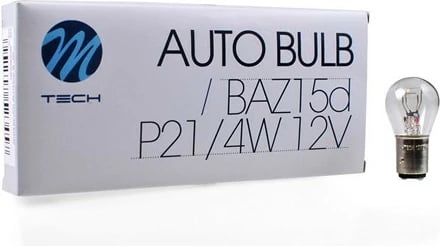 M
TECH
AUTO BULB
/ BAZ15d
P21/4W 12V